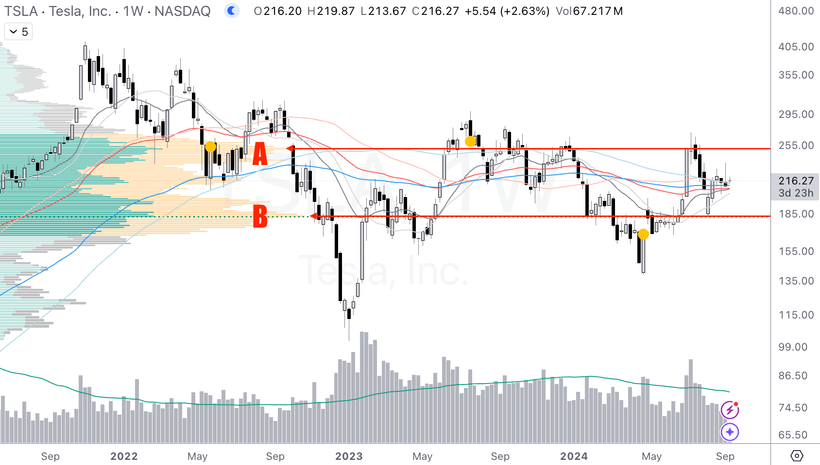 TSLA · Tesla, Inc. · 1W · NASDAQ
O216.20 H219.87 L213.67 C216.27 +5.54 (+2.63%) Vol67.217M
5
480.00
405.00
355.00
295.00
255.00
216.27
3d 23h
185.00
155.00
135.00
115.00
99.00
86.50
74.50
65.50
A
B
Tesla, Inc.
Sep 2022 May Sep 2023 May Sep 2024 May Sep